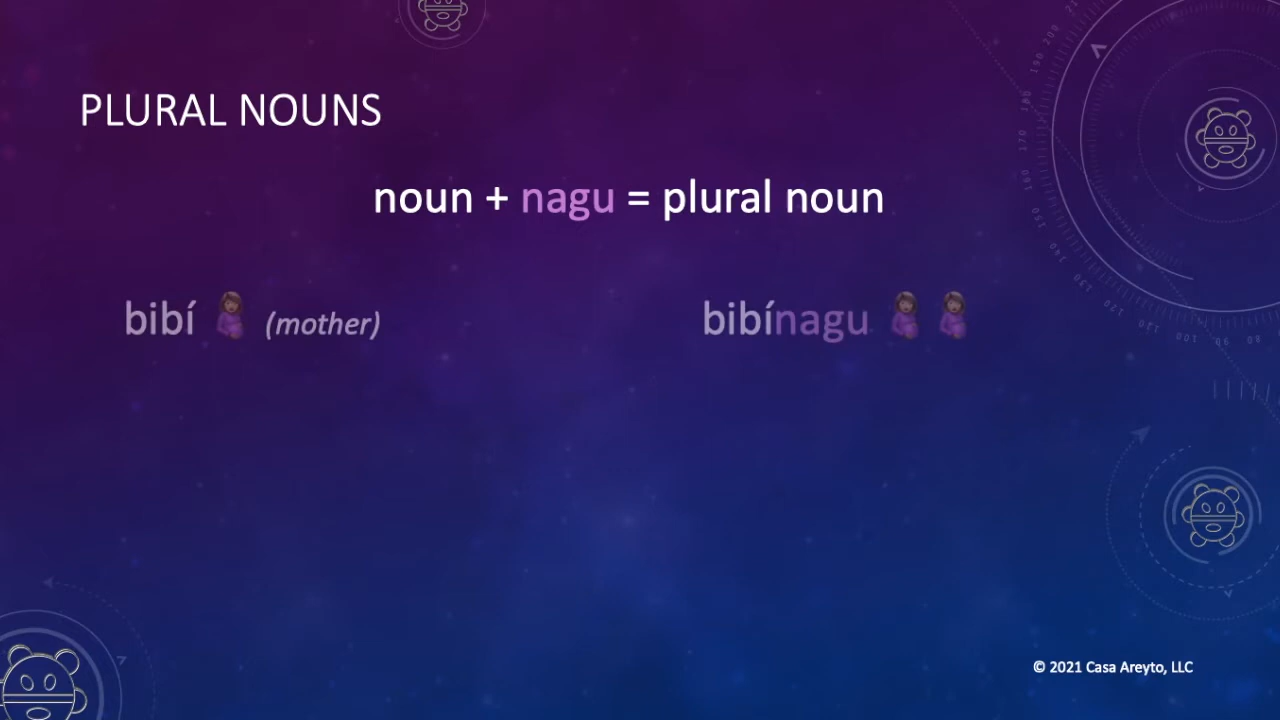 PLURAL NOUNS
noun + nagu = plural noun
bibí (mother) bibínagu
© 2021 Casa Areyto, LLC